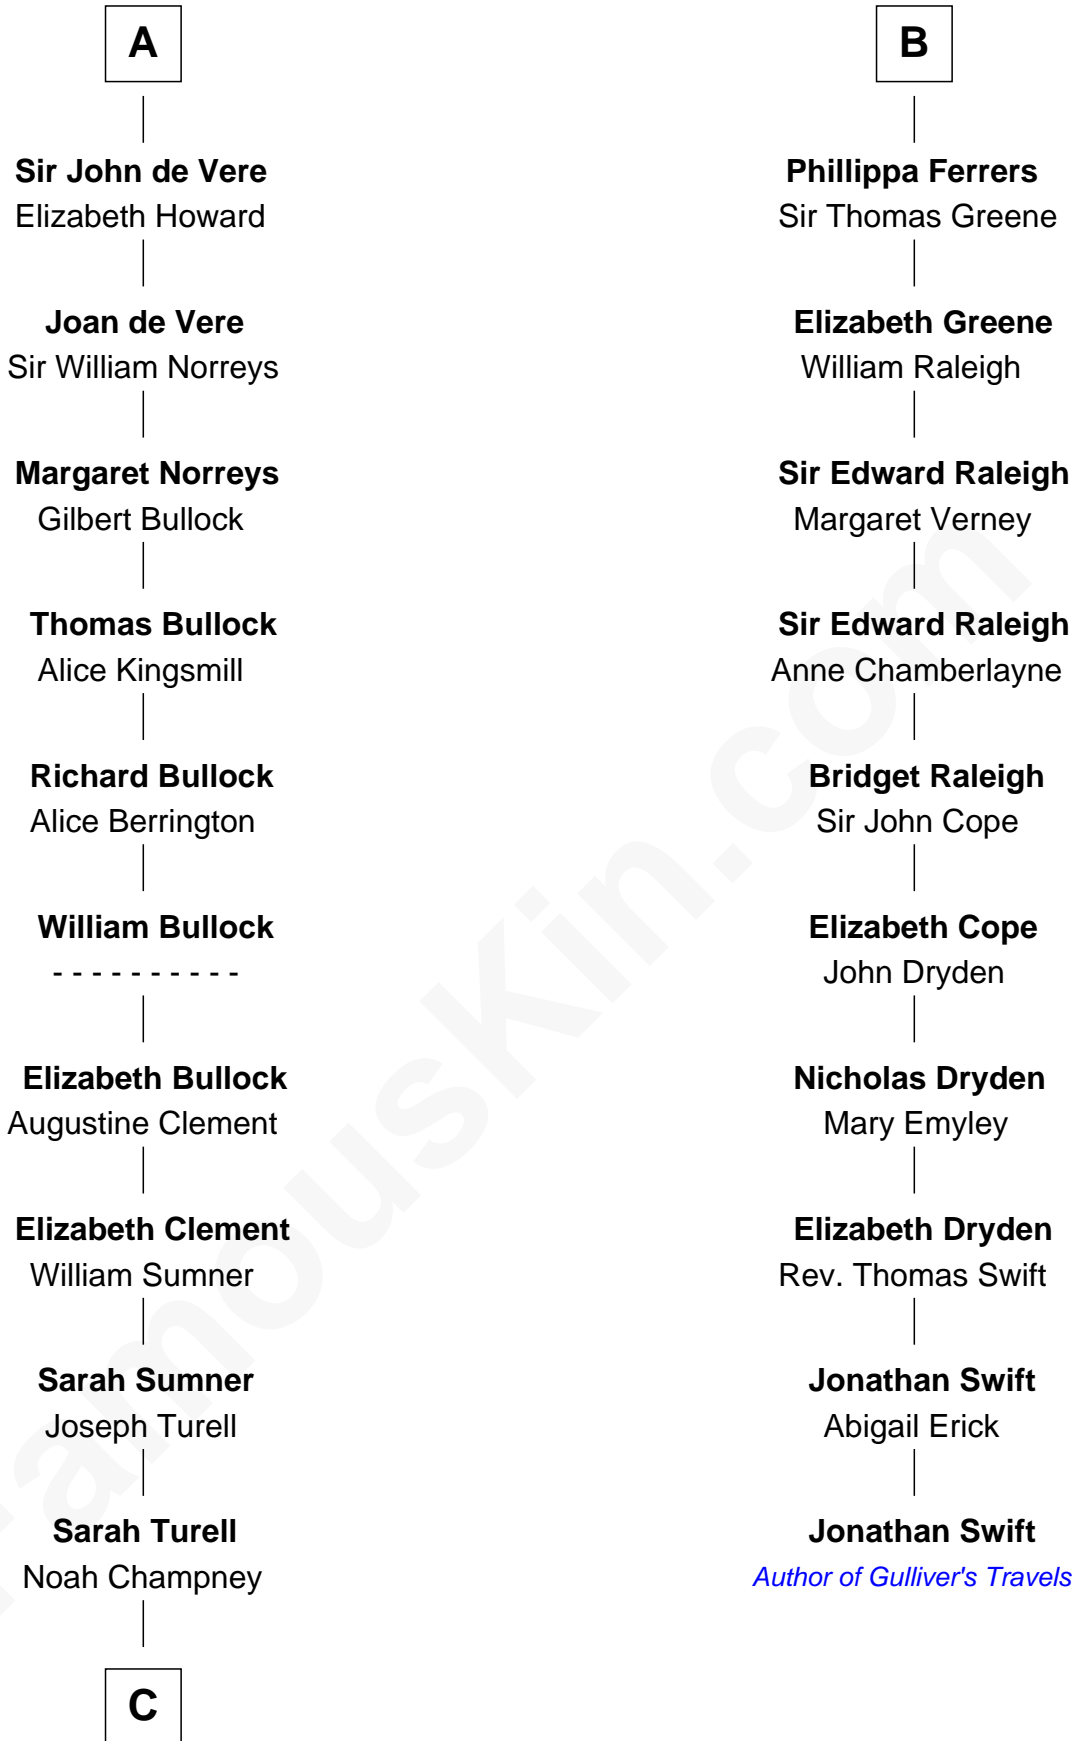 A
Sir John de Vere
Elizabeth Howard
Joan de Vere
Sir William Norreys
Margaret Norreys
Gilbert Bullock
Thomas Bullock
Alice Kingsmill
Richard Bullock
Alice Berrington
William Bullock
- - - - - - - - - -
Elizabeth Bullock
Augustine Clement
Elizabeth Clement
William Sumner
Sarah Sumner
Joseph Turell
Sarah Turell
Noah Champney
C
B
Phillippa Ferrers
Sir Thomas Greene
Elizabeth Greene
William Raleigh
Sir Edward Raleigh
Margaret Verney
Sir Edward Raleigh
Anne Chamberlayne
Bridget Raleigh
Sir John Cope
Elizabeth Cope
John Dryden
Nicholas Dryden
Mary Emyley
Elizabeth Dryden
Rev. Thomas Swift
Jonathan Swift
Abigail Erick
Jonathan Swift
Author of Gulliver's Travels
FamousKin.com